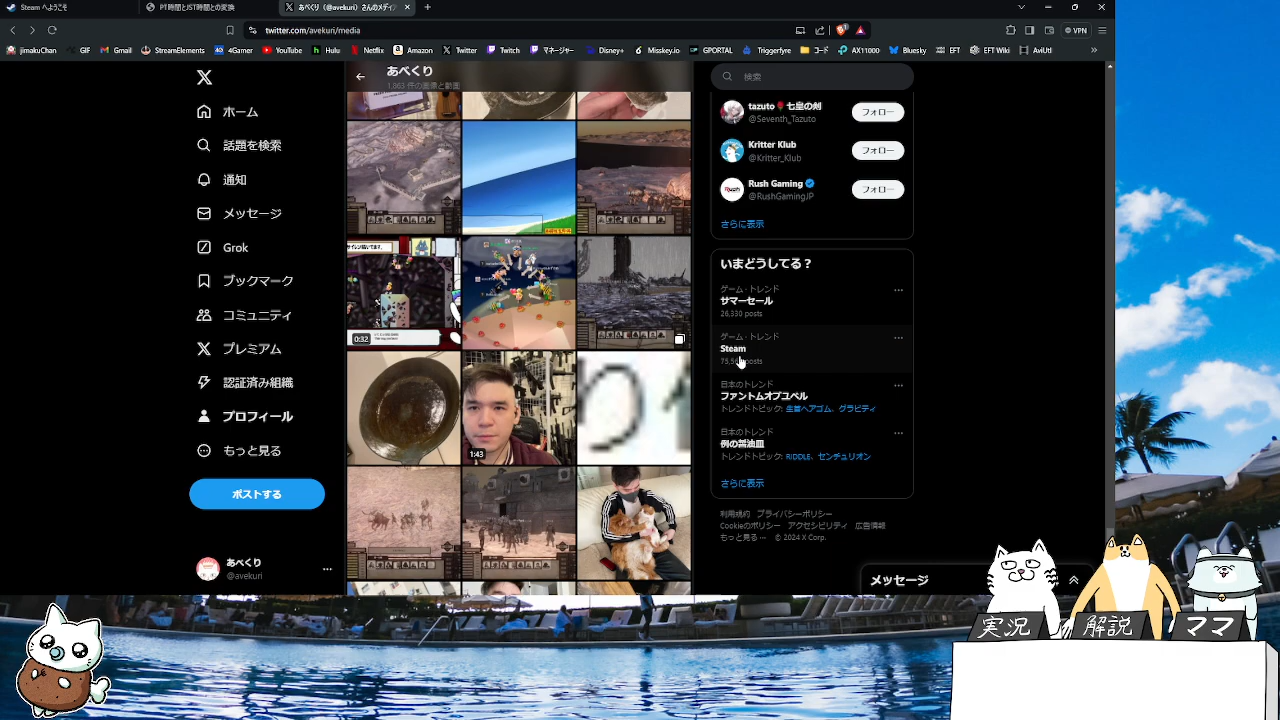 Steam へようこそ
PT時間とJST時間との変換
あべくり（@avekuri）さんのメディ
twitter.com/avekuri/media
VPN
JimakuChan
GIF
Gmail
StreamElements
4Gamer
YouTube
Hulu
Netflix
Amazon
Twitter
Twitch
マネージャー
Disney+
Misskey.io
GPORTAL
Triggerfyre
コード
AX11000
Bluesky
EFT
EFT Wiki
AviUtl
ホーム
話題を検索
通知
メッセージ
Grok
ブックマーク
コミュニティ
プレミアム
認証済み組織
プロフィール
もっと見る
ポストする
あべくり
@avekuri
あべくり
1,863 件の画像と動画
0:32
1:43
検索
tazuto🌹七皇の剣
@Seventh_Tazuto
フォロー
Kritter Klub
@Kritter_Klub
フォロー
Rush Gaming
@RushGamingJP
フォロー
さらに表示
いまどうしてる？
ゲーム・トレンド
サマーセール
26,330 posts
ゲーム・トレンド
Steam
posts
日本のトレンド
ファントムオブユベル
トレンドトピック: 生首ヘアゴム、グラビティ
日本のトレンド
例の醤油皿
トレンドトピック: RIDDLE、センチュリオン
さらに表示
利用規約 プライバシーポリシー
Cookieのポリシー アクセシビリティ 広告情報
もっと見る… © 2024 X Corp.
メッセージ
実況
解説
ママ